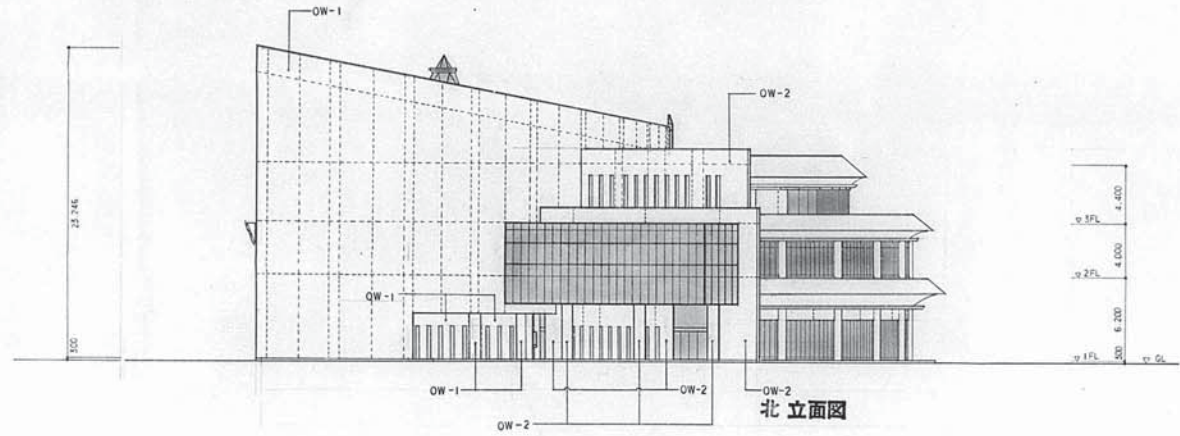 OW-1
OW-2
23.746
300
4.400
▽3FL
4.000
▽2FL
6.200
300
▽1FL
▽GL
OW-1
OW-1
OW-2
OW-2
OW-2
北 立面図